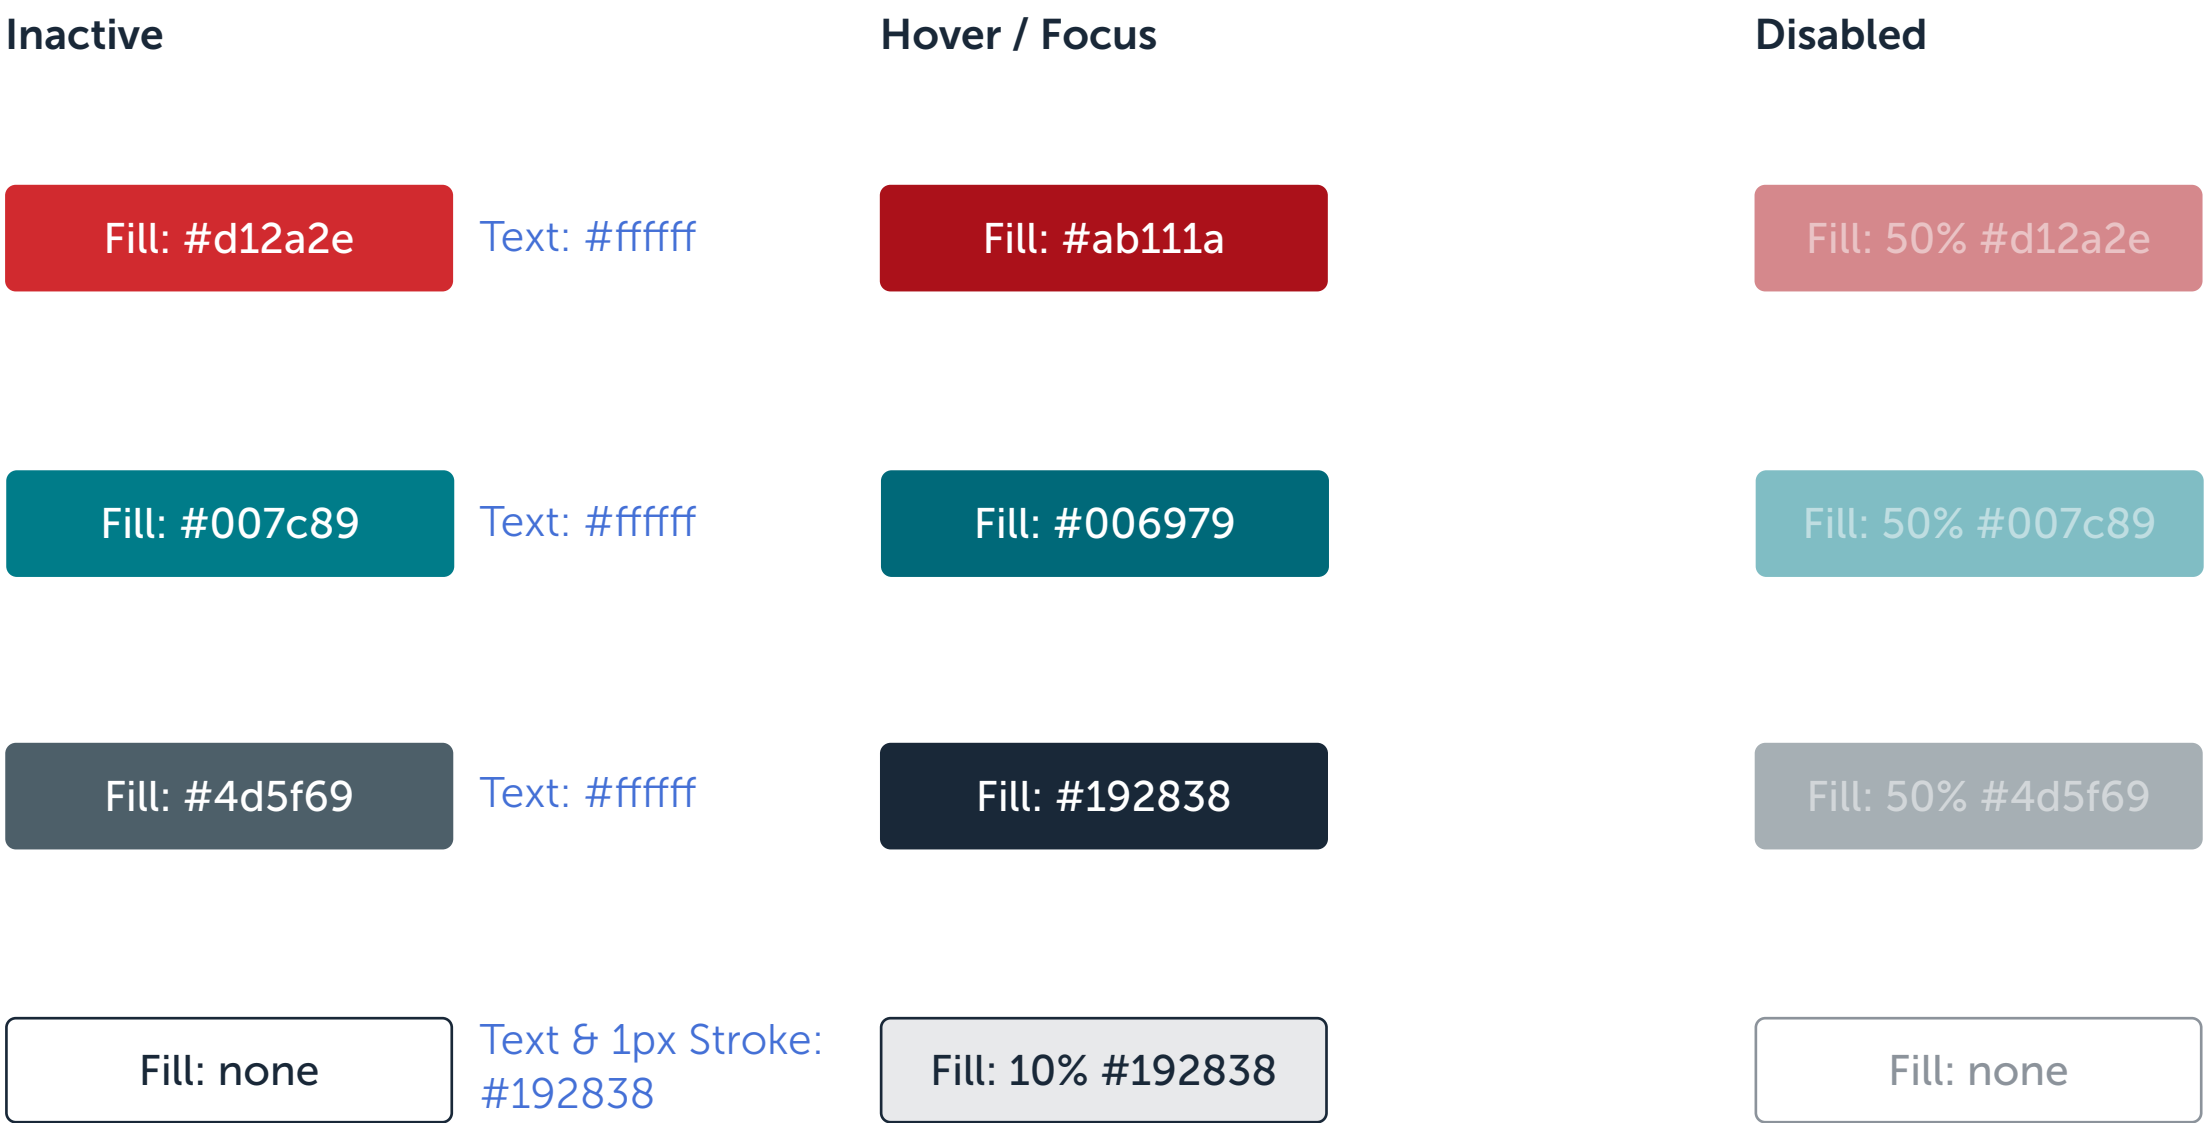 Inactive
Hover / Focus
Disabled
Fill: #d12a2e
Text: #ffffff
Fill: #ab111a
Fill: 50% #d12a2e
Fill: #007c89
Text: #ffffff
Fill: #006979
Fill: 50% #007c89
Fill: #4d5f69
Text: #ffffff
Fill: #192838
Fill: 50% #4d5f69
Fill: none
Text & 1px Stroke:
#192838
Fill: 10% #192838
Fill: none